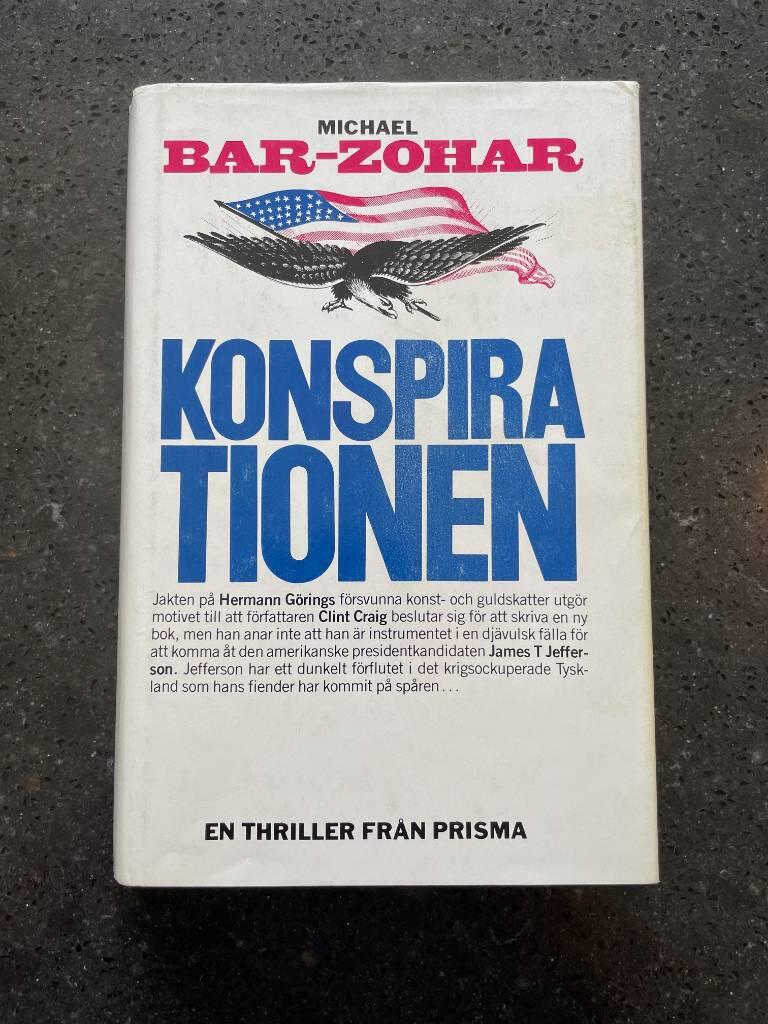 MICHAEL
BAR-ZOHAR
KONSPIRA
TIONEN
Jakten på Hermann Görings försvunna konst- och guldskatter utgör
motivet till att författaren Clint Craig beslutar sig för att skriva en ny
bok, men han anar inte att han är instrumentet i en djävulsk fälla för
att komma åt den amerikanske presidentkandidaten James T Jeffer-
son. Jefferson har ett dunkelt förflutet i det krigsockuperade Tysk-
land som hans fiender har kommit på spåren ...
EN THRILLER FRÅN PRISMA